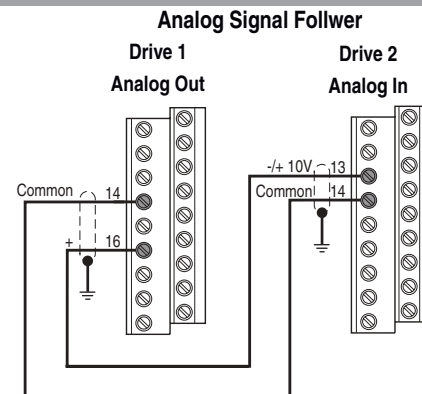 Analog Signal Follwer
Drive 1
Analog Out
Drive 2
Analog In
Common 14
+ 16
-/+ 10V 13
Common 14